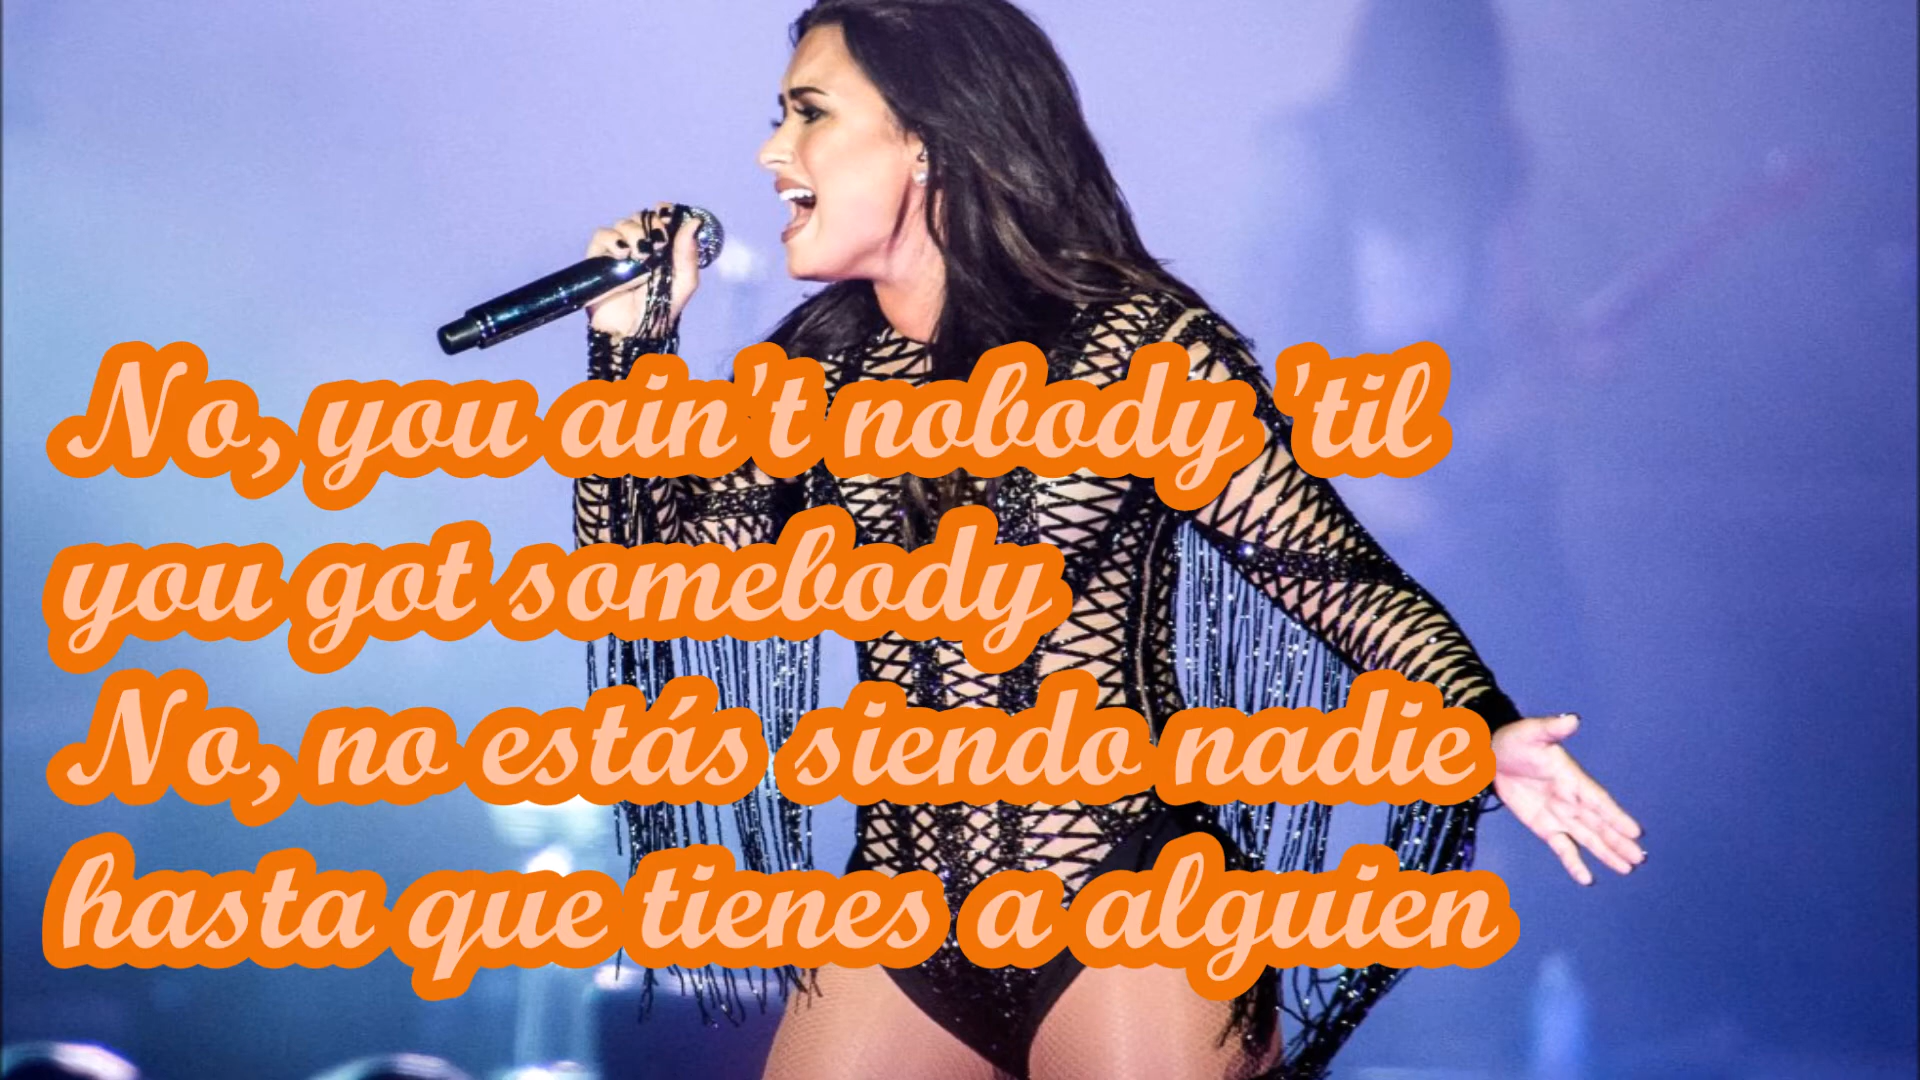 No, you ain't nobody 'til
you got somebody
No, no estás siendo nadie
hasta que tienes a alguien